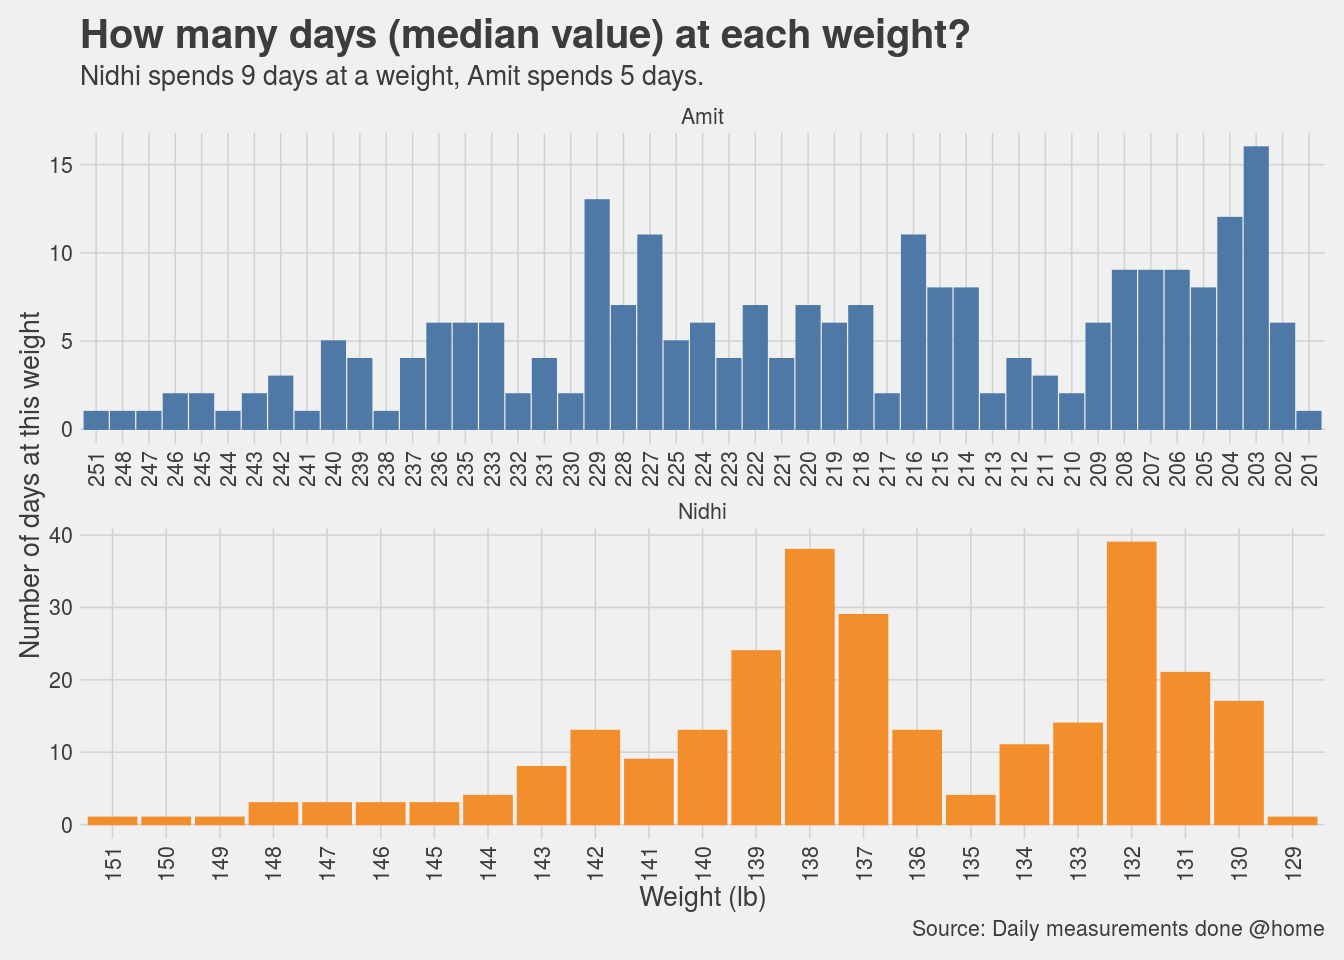 How many days (median value) at each weight?
Nidhi spends 9 days at a weight, Amit spends 5 days.
Amit
15
10
5
0
251 248 247 246 245 244 243 242 241 240 239 238 237 236 235 233 232 231 230 229 228 227 225 224 223 222 221 220 219 218 217 216 215 214 213 212 211 210 209 208 207 206 205 204 203 202 201
Number of days at this weight
Nidhi
40
30
20
10
0
151 150 149 148 147 146 145 144 143 142 141 140 139 138 137 136 135 134 133 132 131 130 129
Weight (lb)
Source: Daily measurements done @home